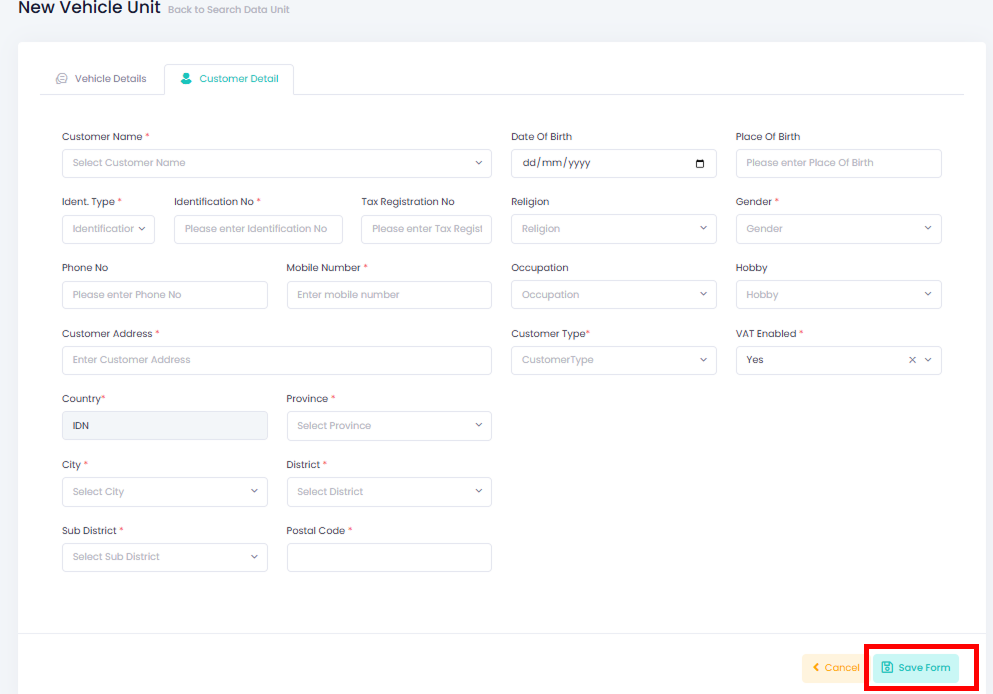 New Vehicle Unit Back to Search Data Unit
Vehicle Details Customer Detail
Customer Name * Date Of Birth Place Of Birth
Select Customer Name dd/mm/yyyy Please enter Place Of Birth
Ident. Type * Identification No * Tax Registration No Religion Gender *
Identification Please enter Identification No Please enter Tax Regist Religion Gender
Phone No Mobile Number * Occupation Hobby
Please enter Phone No Enter mobile number Occupation Hobby
Customer Address * Customer Type* VAT Enabled *
Enter Customer Address CustomerType Yes
Country* Province *
IDN Select Province
City * District *
Select City Select District
Sub District * Postal Code *
Select Sub District
Cancel Save Form